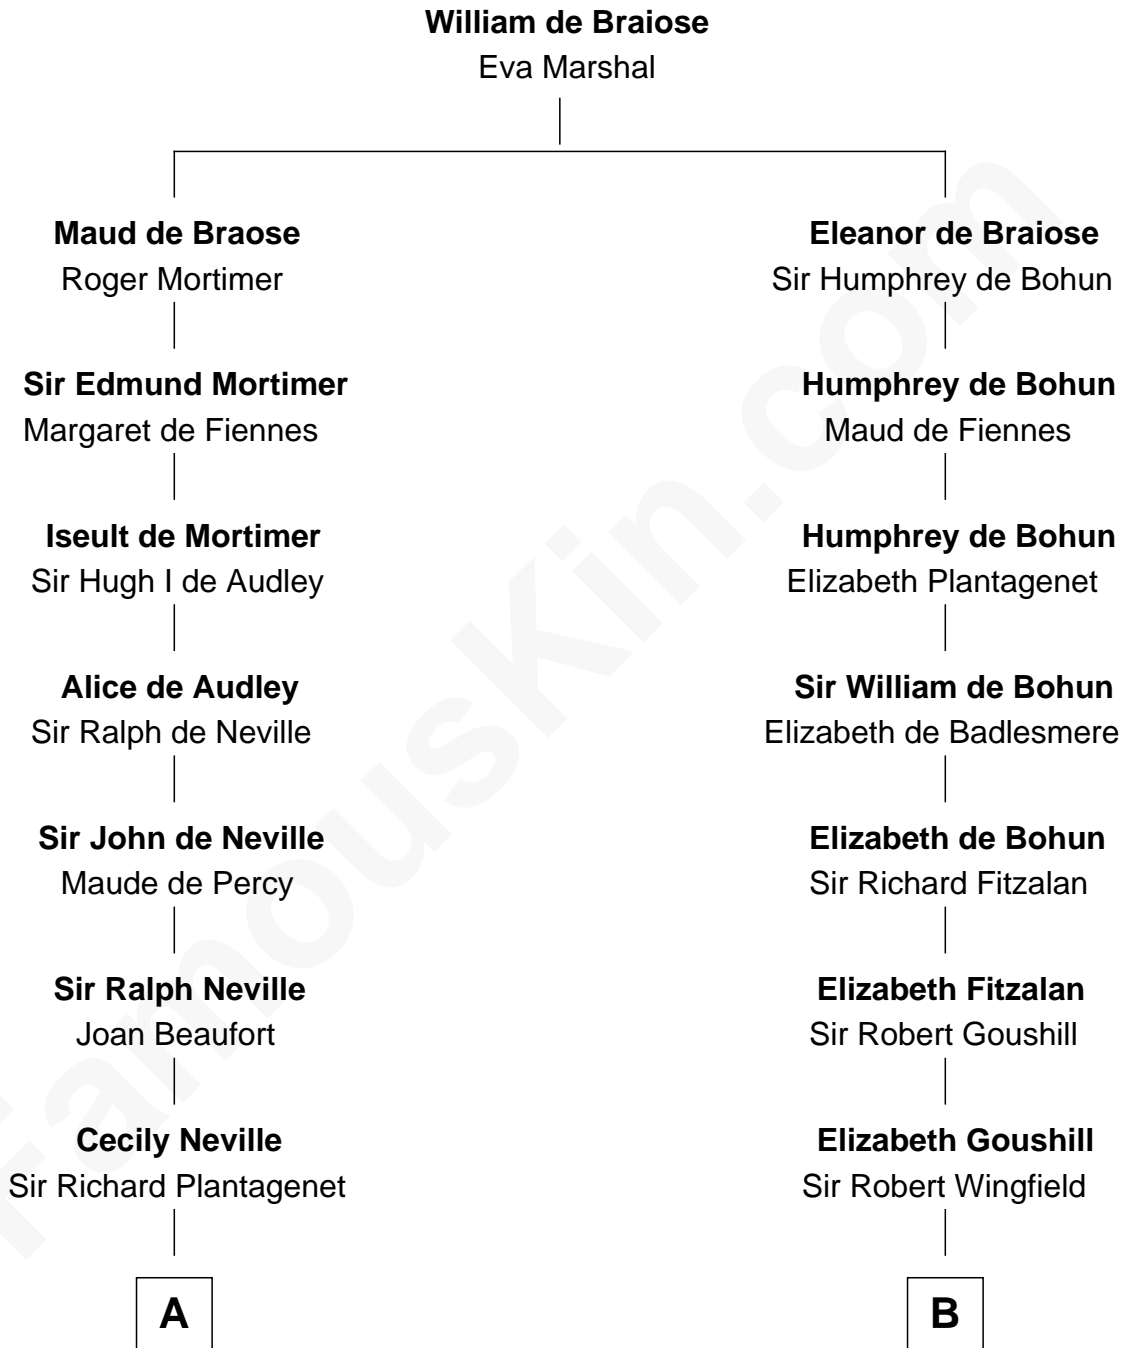 William de Braiose
Eva Marshal
Maud de Braose
Roger Mortimer
Eleanor de Braiose
Sir Humphrey de Bohun
Sir Edmund Mortimer
Margaret de Fiennes
Humphrey de Bohun
Maud de Fiennes
Iseult de Mortimer
Sir Hugh I de Audley
Humphrey de Bohun
Elizabeth Plantagenet
Alice de Audley
Sir Ralph de Neville
Sir William de Bohun
Elizabeth de Badlesmere
Sir John de Neville
Maude de Percy
Elizabeth de Bohun
Sir Richard Fitzalan
Sir Ralph Neville
Joan Beaufort
Elizabeth Fitzalan
Sir Robert Goushill
Cecily Neville
Sir Richard Plantagenet
Elizabeth Goushill
Sir Robert Wingfield
A
B
FamousKin.com